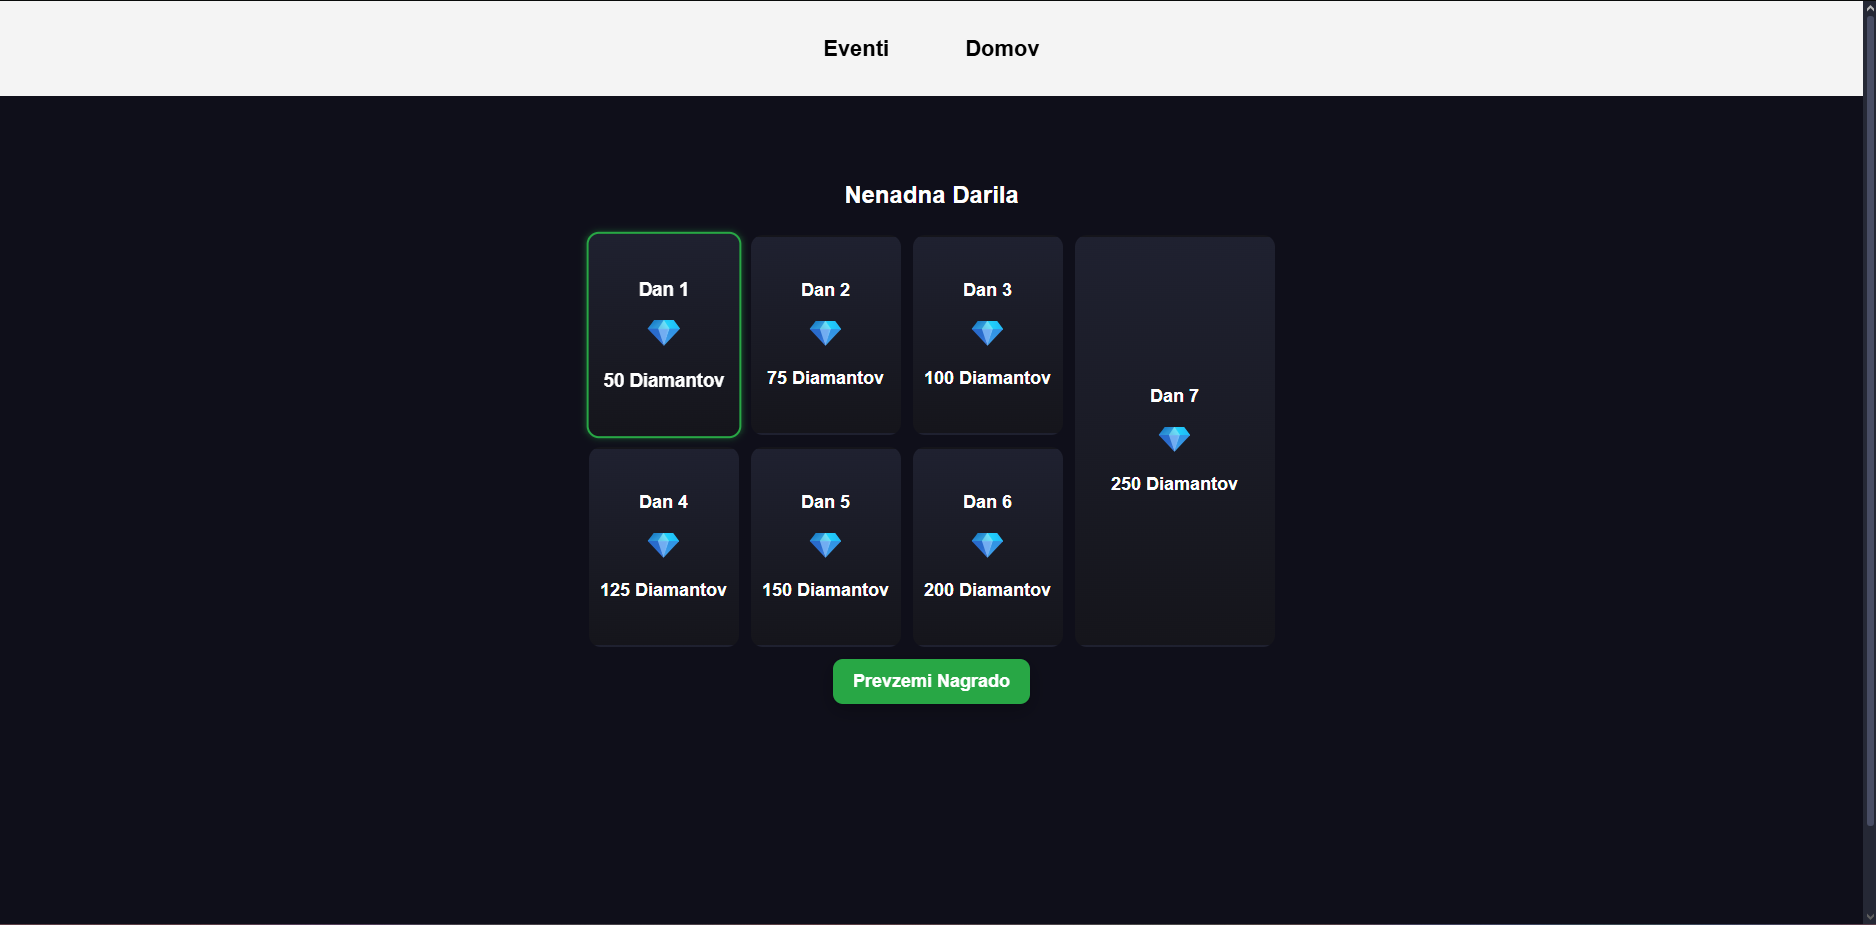 Eventi
Domov
Nenadna Darila
Dan 1
50 Diamantov
Dan 2
75 Diamantov
Dan 3
100 Diamantov
Dan 4
125 Diamantov
Dan 5
150 Diamantov
Dan 6
200 Diamantov
Dan 7
250 Diamantov
Prevzemi Nagrado